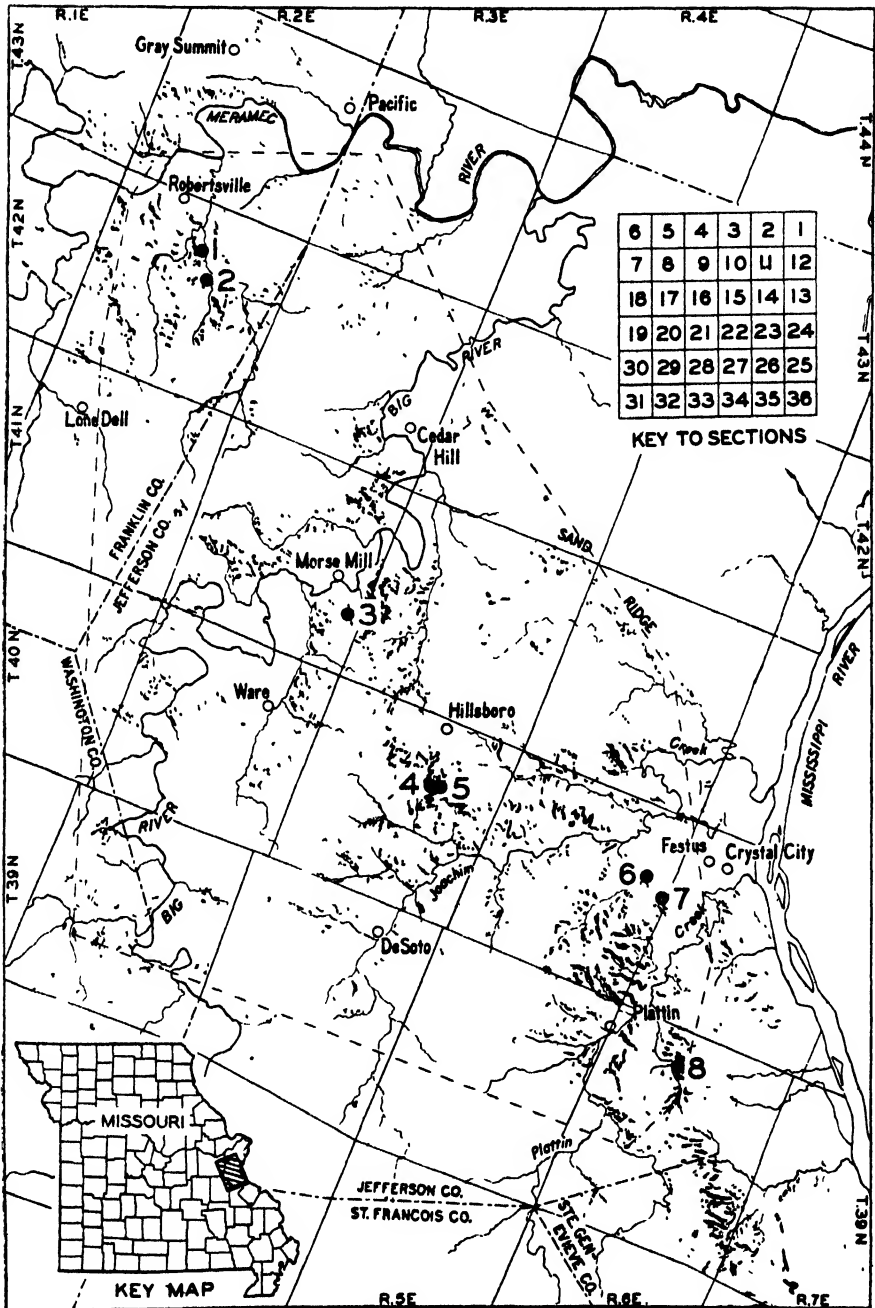 R.1E
R.2E
R.3E
R.4E
T.43N
Gray Summit
Pacific
MERAMEC
RIVER
T.44N
Robertsville
T.42N
1
2
6 5 4 3 2 1
7 8 9 10 11 12
18 17 16 15 14 13
19 20 21 22 23 24
30 29 28 27 26 25
31 32 33 34 35 36
KEY TO SECTIONS
T.43N
RIVER
BIG
Lone Dell
T.41N
Cedar
Hill
FRANKLIN CO.
JEFFERSON CO.
SAND
RIDGE
T.42N
Morse Mill
3
T.40N
WASHINGTON CO.
Ware
Hillsboro
Creek
MISSISSIPPI
RIVER
4
5
RIVER
BIG
T.39N
Joachim
Festus
Crystal City
6
7
Creek
DeSoto
Plattin
8
MISSOURI
KEY MAP
Plattin
JEFFERSON CO.
ST. FRANCOIS CO.
STE. GEN-
EVIEVE CO.
T.39N
R.5E
R.6E
R.7E